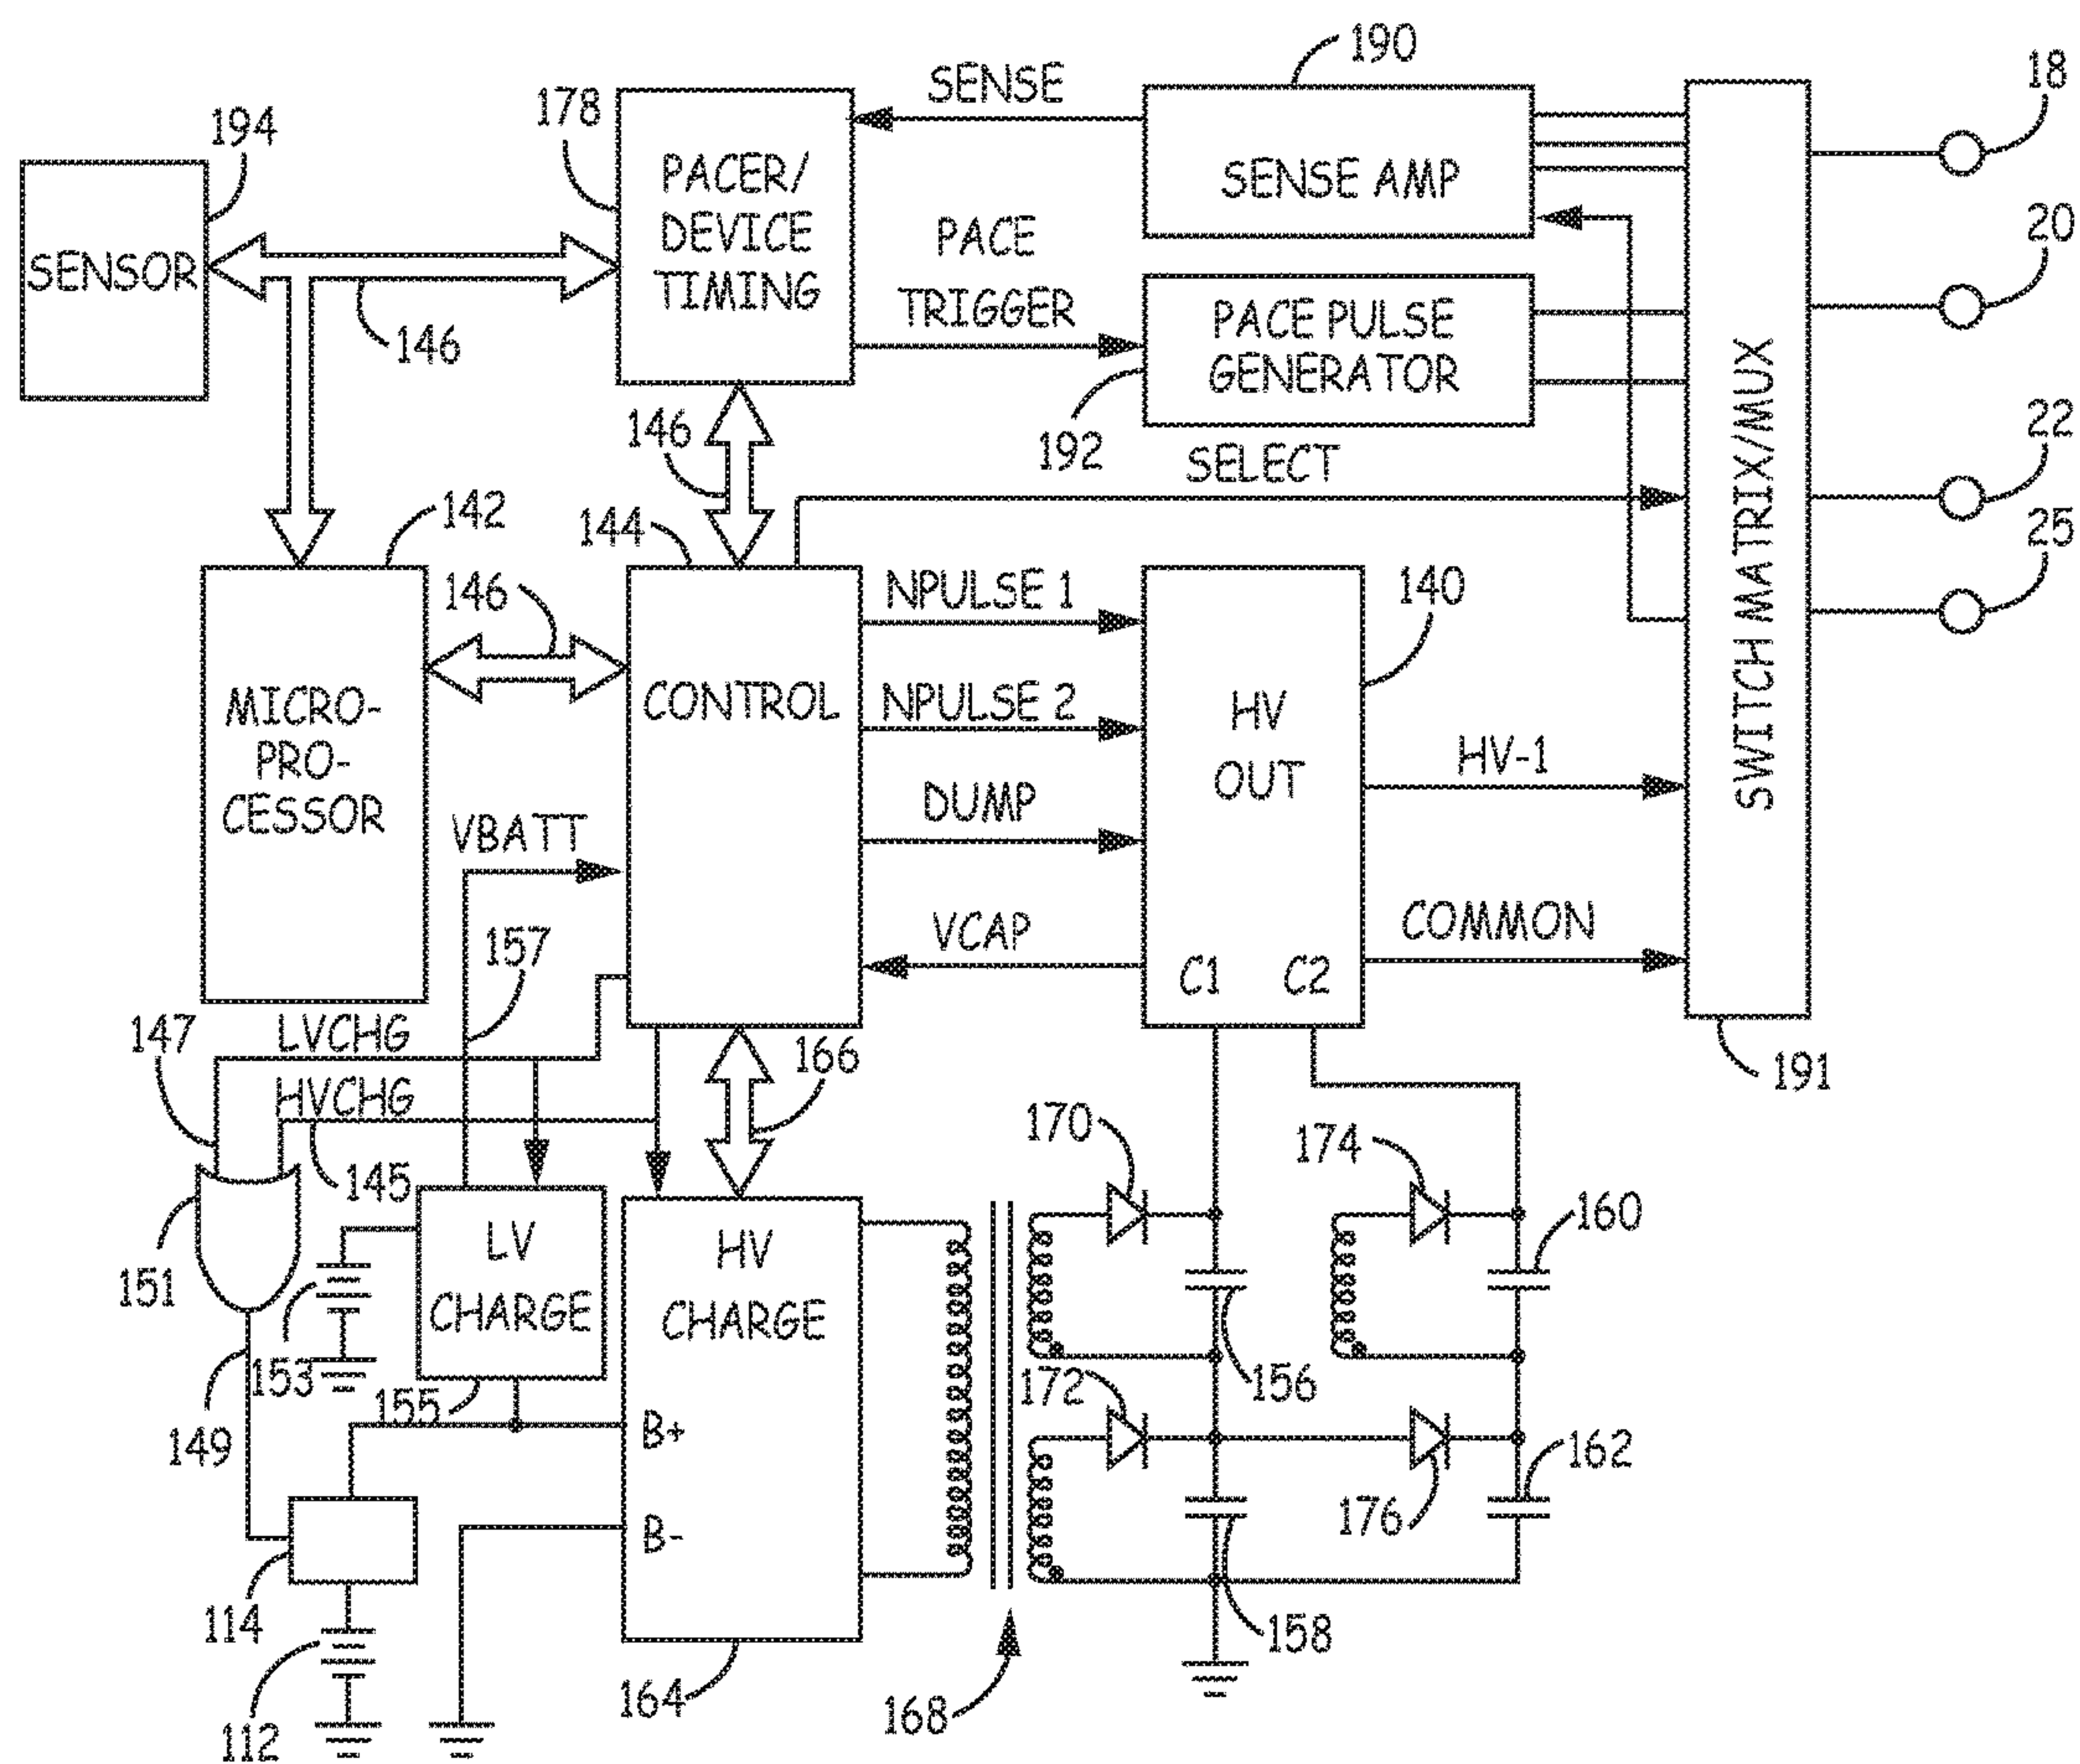 190
18
SENSE
178
194
PACER/
DEVICE
TIMING
SENSE AMP
20
PACE
TRIGGER
SENSOR
PACE PULSE
GENERATOR
146
146
192
SELECT
22
SWITCH MATRIX/MUX
142
144
25
146
NPULSE 1
140
MICRO-
PRO-
CESSOR
CONTROL
NPULSE 2
HV
OUT
HV-1
DUMP
VBATT
VCAP
COMMON
157
C1
C2
147
LVCHG
166
191
HVCHG
170
174
145
160
LV
CHARGE
HV
CHARGE
151
153
155
172
156
149
B+
162
176
B-
114
158
164
168
112